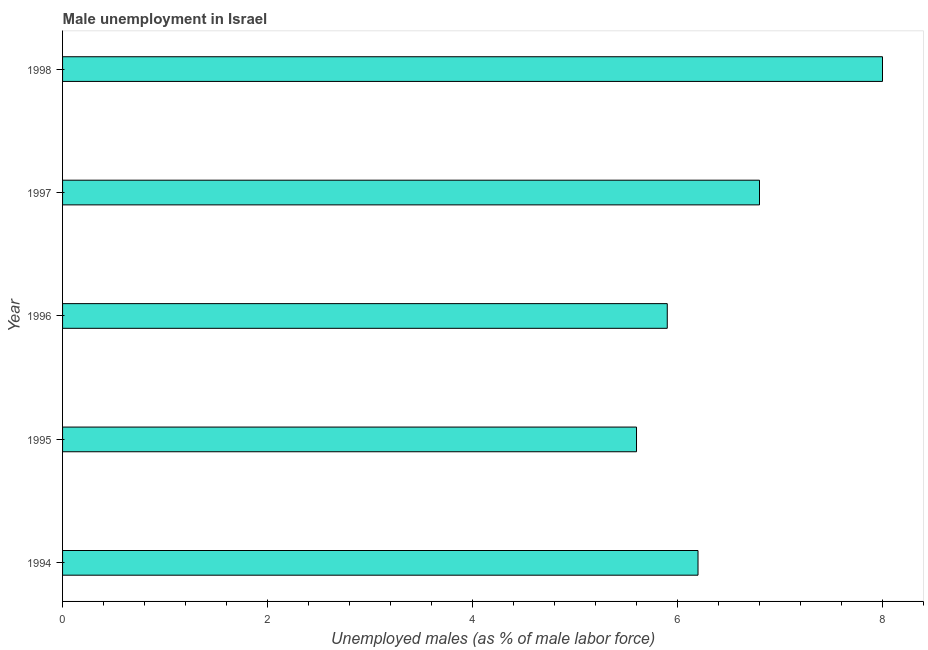 Male unemployment in Israel
1998
1997
1996
1995
1994
Year
0 2 4 6 8
Unemployed males (as % of male labor force)